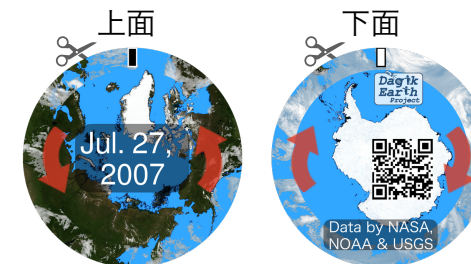 上面
下面
Jul. 27,
2007
Dagik
Earth
Project
Data by NASA,
NOAA & USGS